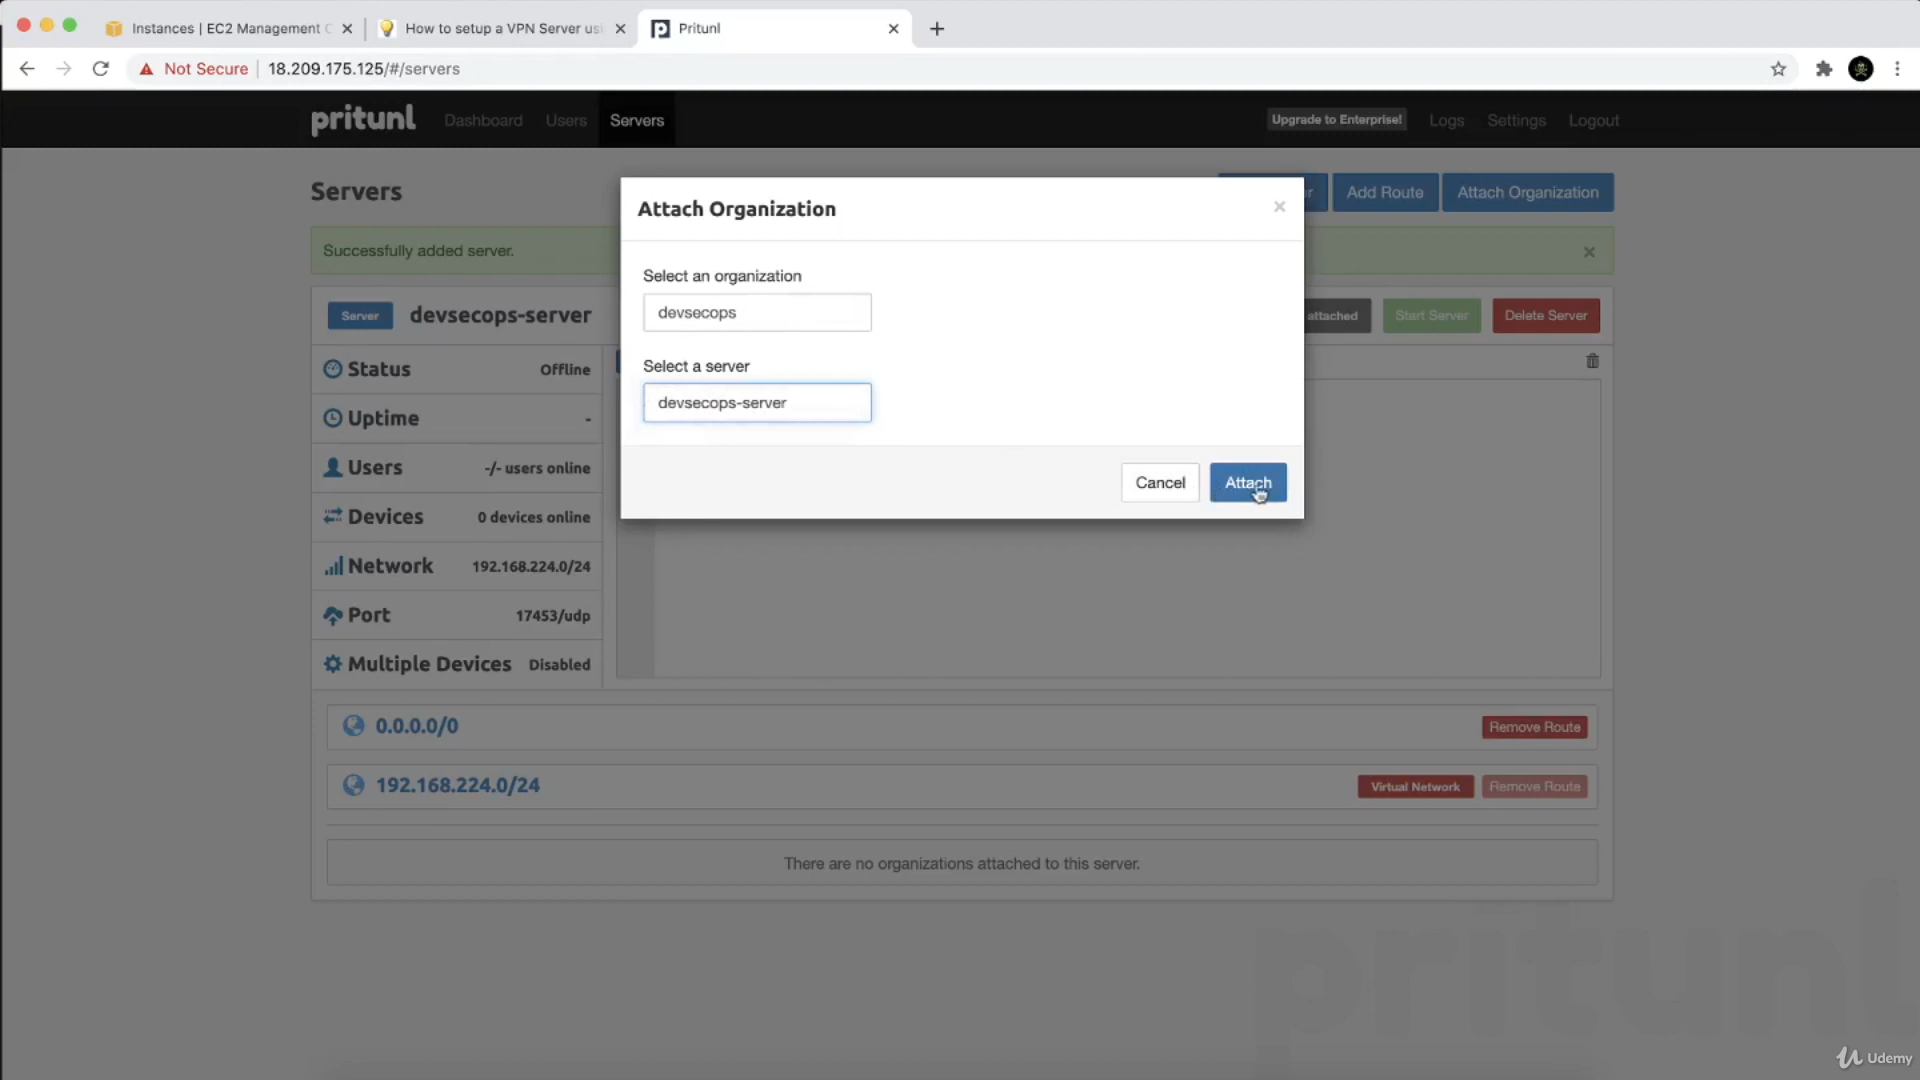 Instances | EC2 Management C
How to setup a VPN Server usi
Pritunl
Not Secure
18.209.175.125/#/servers
pritunl
Dashboard
Users
Servers
Upgrade to Enterprise!
Logs
Settings
Logout
Servers
Add Route
Attach Organization
Successfully added server.
Attach Organization
Select an organization
devsecops
Select a server
devsecops-server
Cancel
Attach
Server
devsecops-server
attached
Start Server
Delete Server
Status
Offline
Uptime
-
Users
-/- users online
Devices
0 devices online
Network
192.168.224.0/24
Port
17453/udp
Multiple Devices
Disabled
0.0.0.0/0
Remove Route
192.168.224.0/24
Virtual Network
Remove Route
There are no organizations attached to this server.
pritunl
Udemy